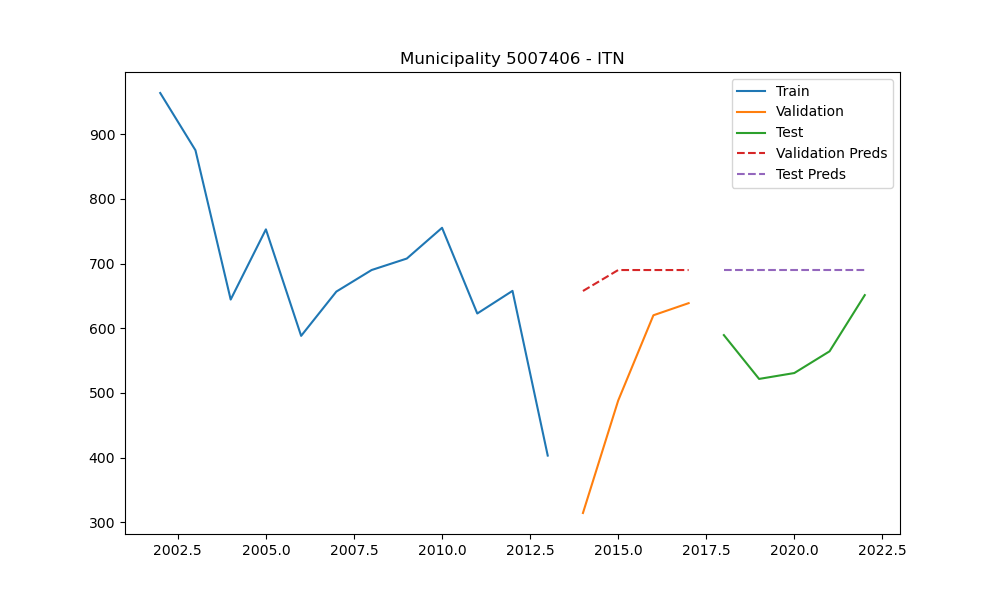 Municipality 5007406 - ITN
Train
Validation
Test
Validation Preds
Test Preds
900
800
700
600
500
400
300
2002.5 2005.0 2007.5 2010.0 2012.5 2015.0 2017.5 2020.0 2022.5